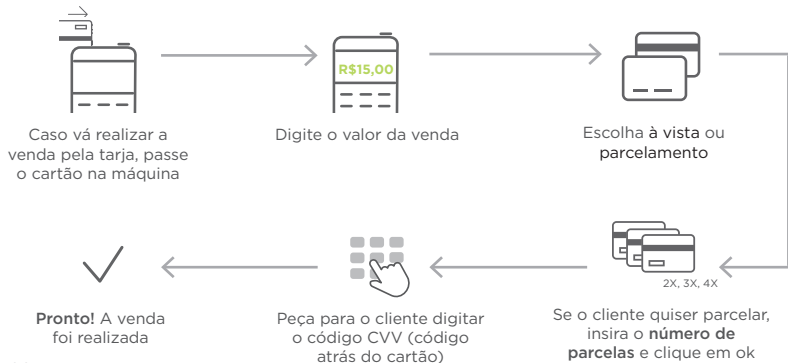 R$15,00
Caso vá realizar a
venda pela tarja, passe
o cartão na máquina
Digite o valor da venda
Escolha à vista ou
parcelamento
2X, 3X, 4X
Se o cliente quiser parcelar,
insira o número de
parcelas e clique em ok
Peça para o cliente digitar
o código CVV (código
atrás do cartão)
Pronto! A venda
foi realizada